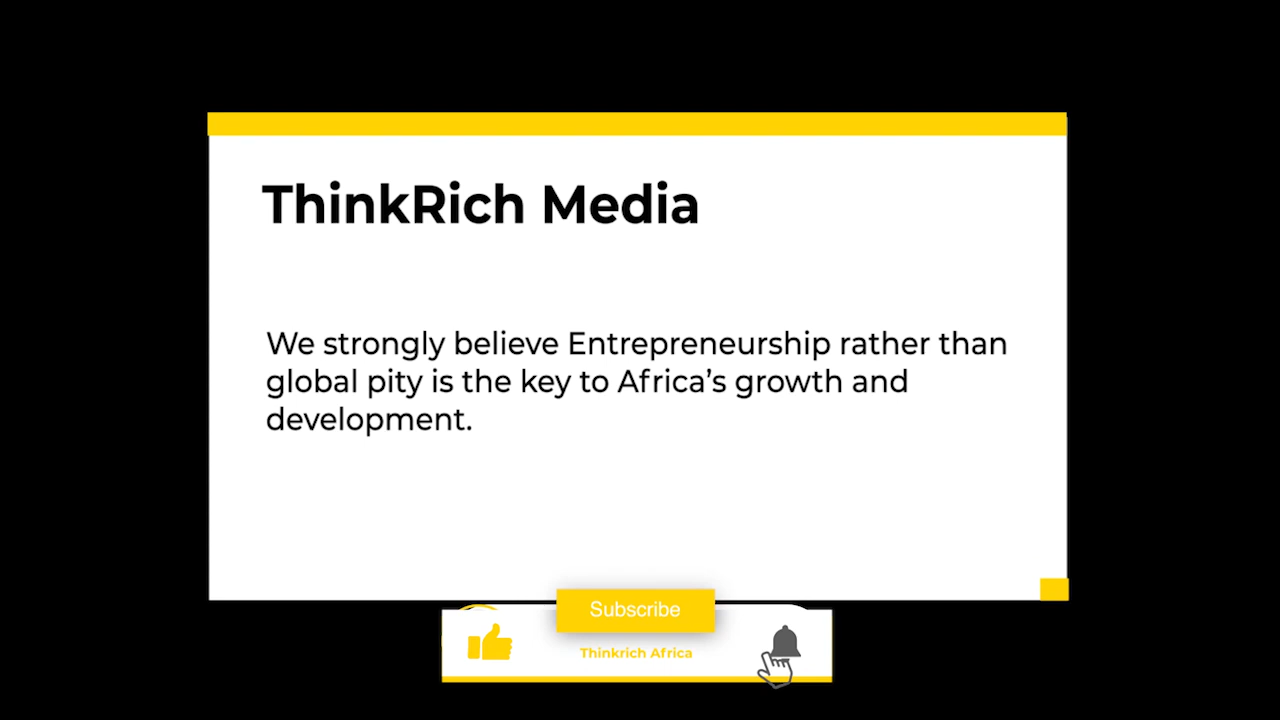 ThinkRich Media
We strongly believe Entrepreneurship rather than
global pity is the key to Africa’s growth and
development.
Subscribe
Thinkrich Africa